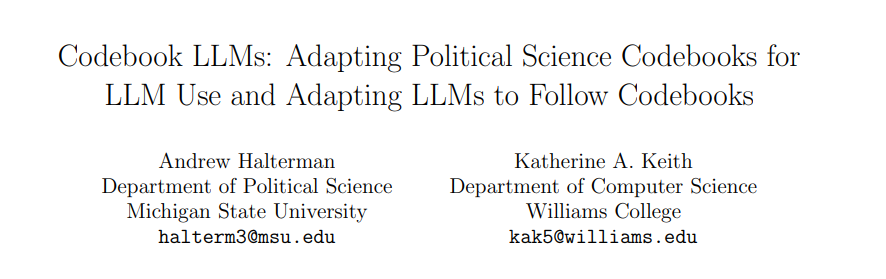 Codebook LLMs: Adapting Political Science Codebooks for
LLM Use and Adapting LLMs to Follow Codebooks
Andrew Halterman
Department of Political Science
Michigan State University
halterm3@msu.edu
Katherine A. Keith
Department of Computer Science
Williams College
kak5@williams.edu